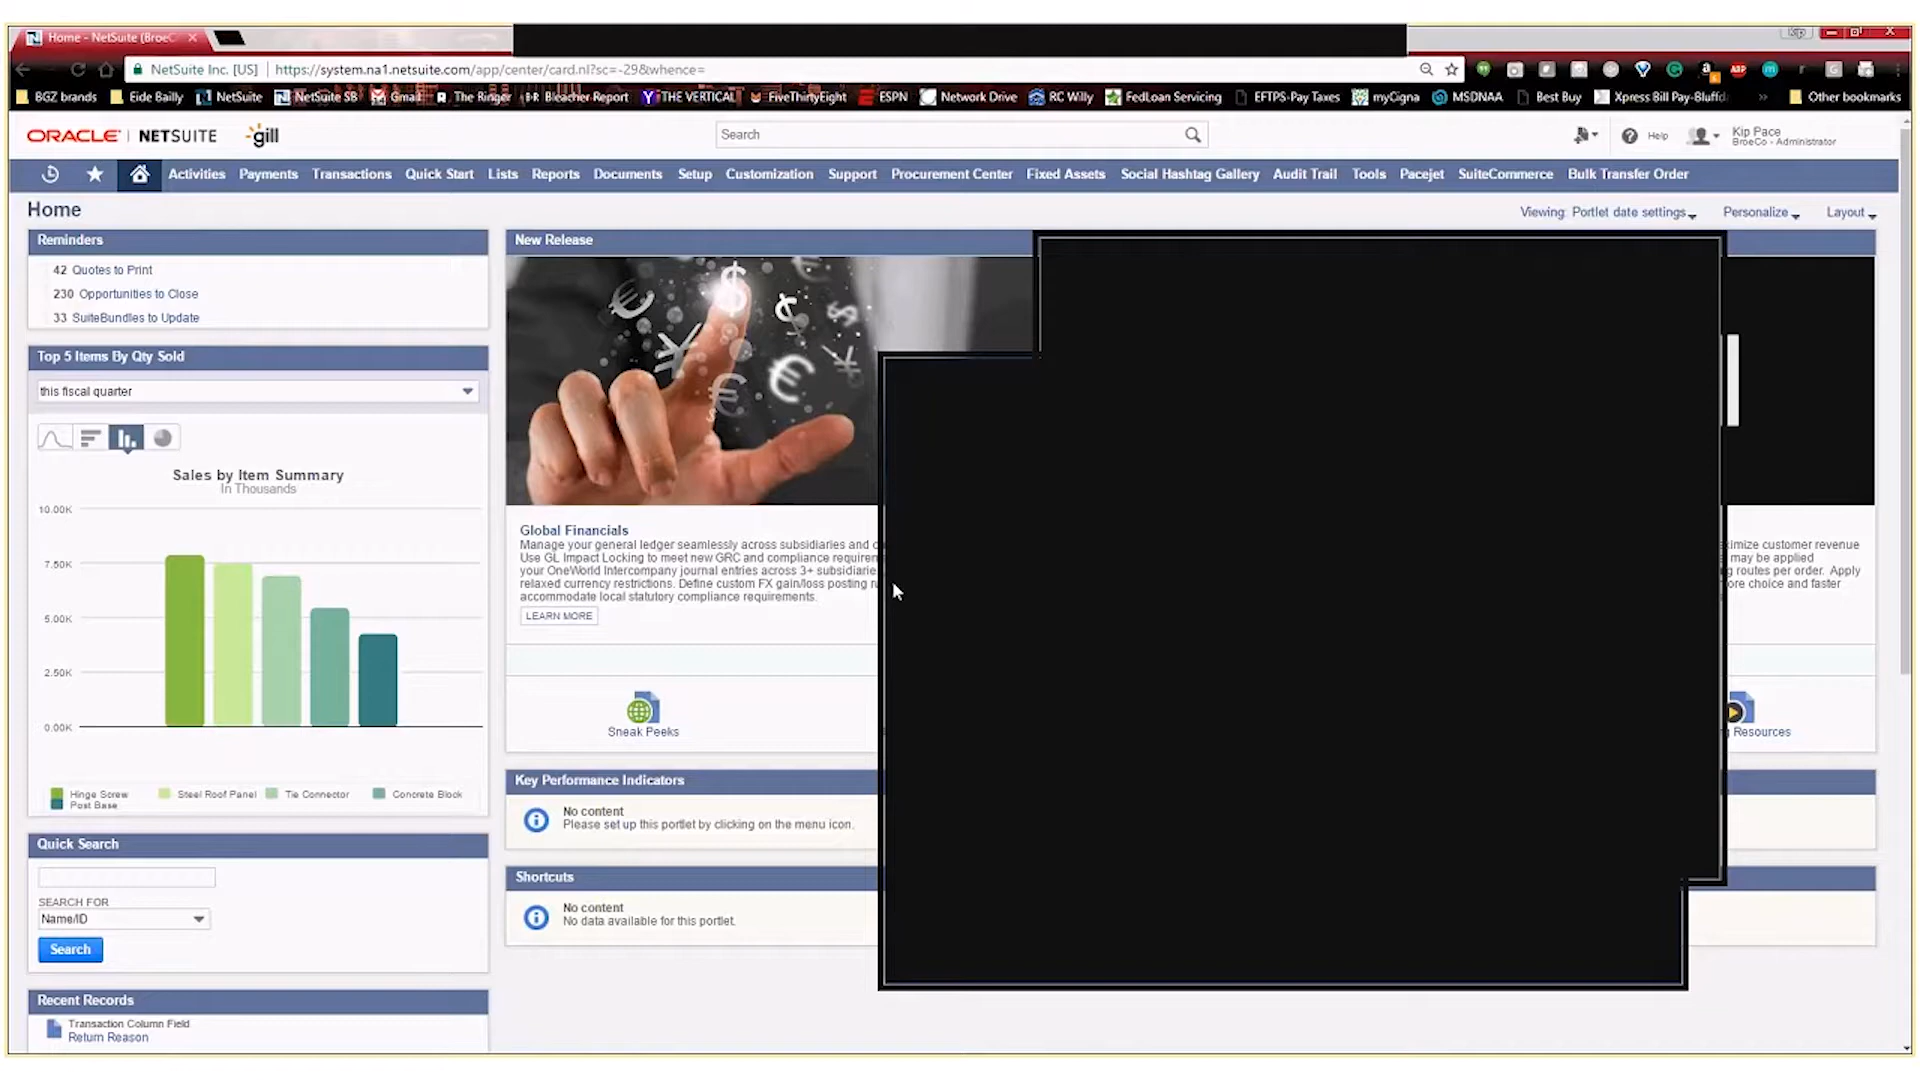 Home - NetSuite (BroeC
NetSuite Inc. [US] https://system.na1.netsuite.com/app/center/card.nl?sc=-29&whence=
BGZ brands Eide Bailly NetSuite NetSuite SB Gmail The Ringer Bleacher Report THE VERTICAL FiveThirtyEight ESPN Network Drive RC Willy FedLoan Servicing EFTPS-Pay Taxes myCigna MSDNAA Best Buy Xpress Bill Pay-Bluffd » Other bookmarks
ORACLE | NETSUITE gill
Search
Help
Kip Pace
BroeCo - Administrator
Activities Payments Transactions Quick Start Lists Reports Documents Setup Customization Support Procurement Center Fixed Assets Social Hashtag Gallery Audit Trail Tools Pacejet SuiteCommerce Bulk Transfer Order
Home
Viewing: Portlet date settings Personalize Layout
Reminders
42 Quotes to Print
230 Opportunities to Close
33 SuiteBundles to Update
Top 5 Items By Qty Sold
this fiscal quarter
Sales by Item Summary
In Thousands
10.00K
7.50K
5.00K
2.50K
0.00K
Hinge Screw Steel Roof Panel Tie Connector Concrete Block
Post Base
Quick Search
SEARCH FOR
Name/ID
Search
Recent Records
Transaction Column Field
Return Reason
New Release
Global Financials
Manage your general ledger seamlessly across subsidiaries and
Use GL Impact Locking to meet new GRC and compliance
your OneWorld Intercompany journal entries across 3+
relaxed currency restrictions. Define custom FX gain/loss posting
accommodate local statutory compliance requirements.
LEARN MORE
customer revenue
may be applied
routes per order. Apply
choice and faster
Sneak Peeks
Resources
Key Performance Indicators
No content
Please set up this portlet by clicking on the menu icon.
Shortcuts
No content
No data available for this portlet.